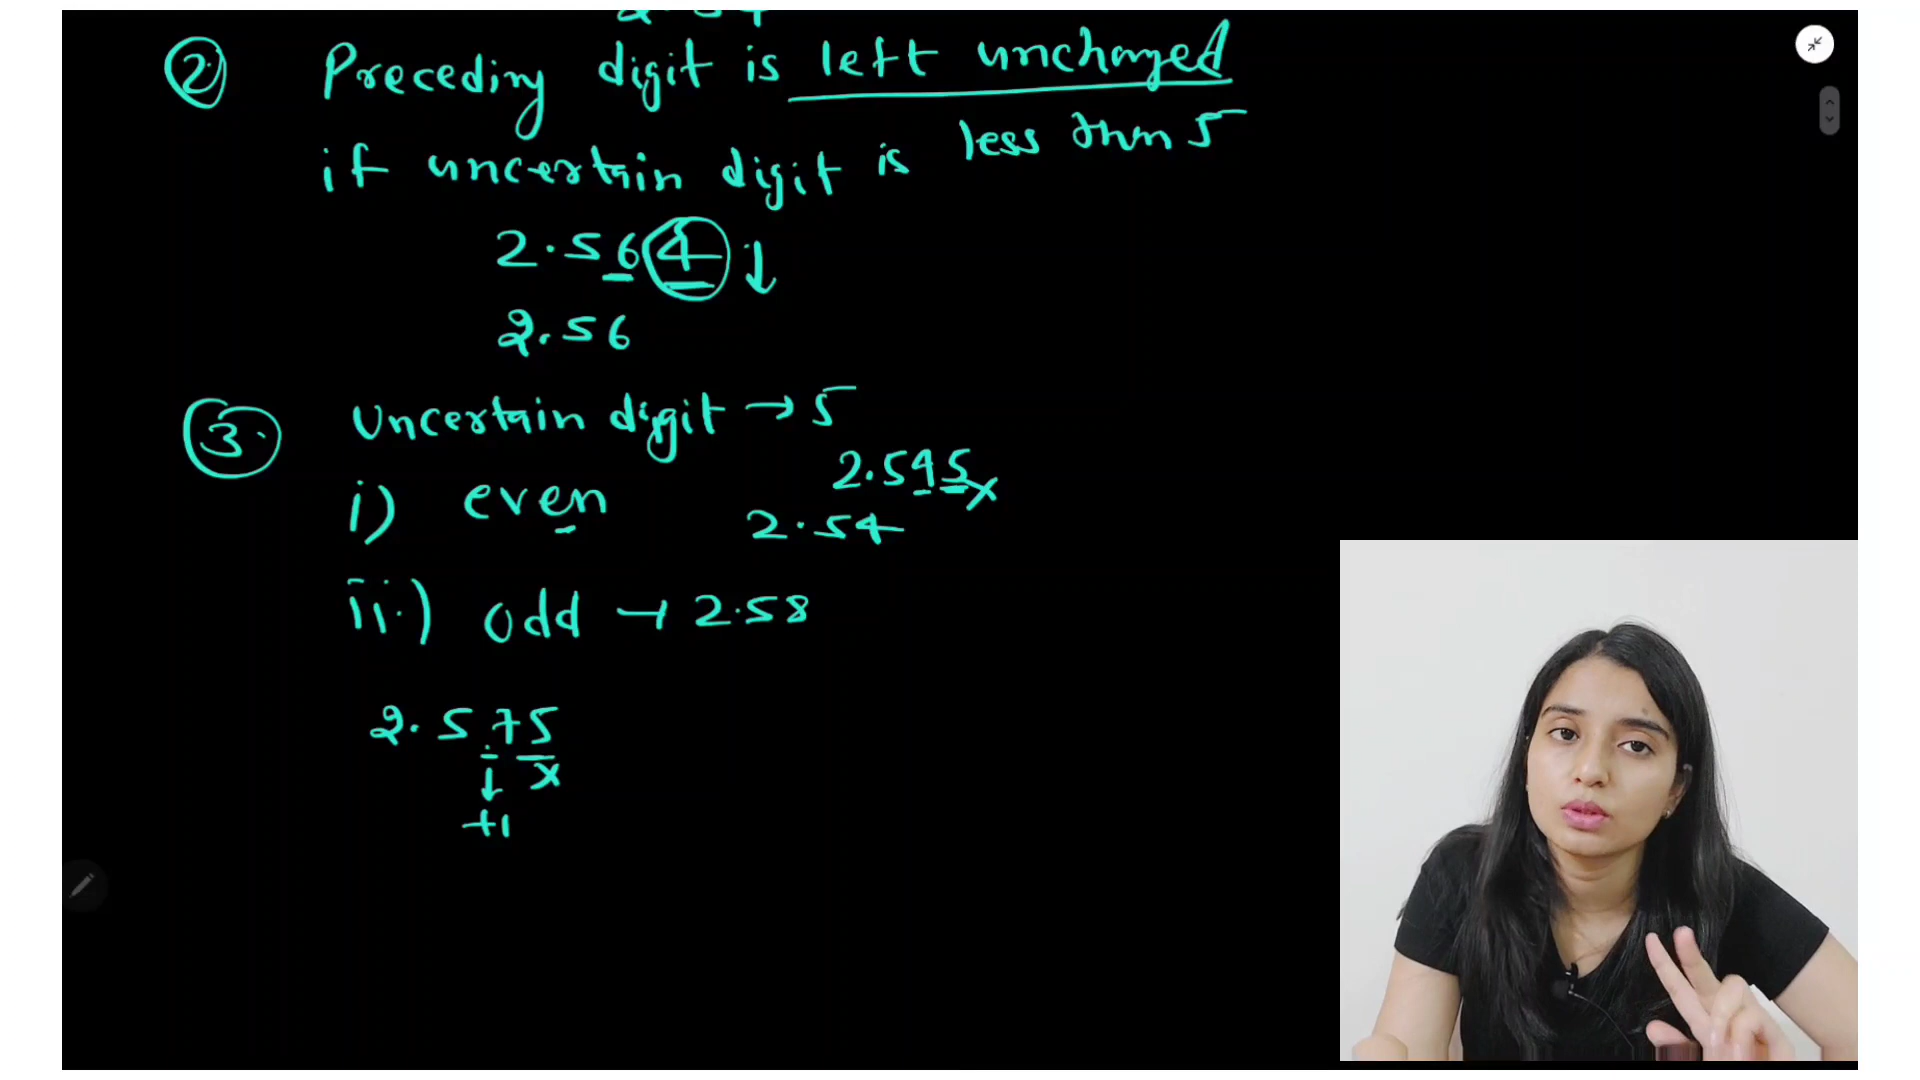 2. Preceding digit is left unchanged
if uncertain digit is less than 5
2.564 ↓
2.56
3. Uncertain digit → 5
2.545 x
i) even 2.54
ii.) odd → 2.58
2.575
↓ x
+1